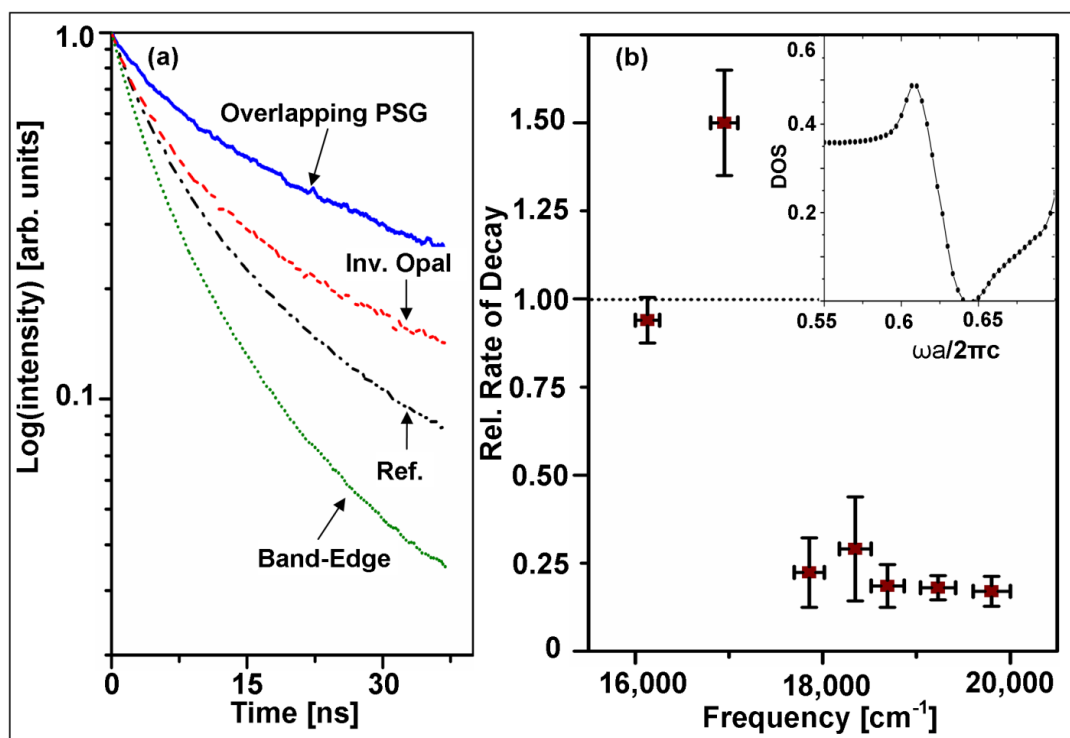 (a)
1.0
0.1
Log(intensity) [arb. units]
Overlapping PSG
Inv. Opal
Ref.
Band-Edge
0
15
30
Time [ns]
(b)
1.50
1.25
1.00
0.75
0.50
0.25
0
Rel. Rate of Decay
16,000
18,000
20,000
Frequency [cm⁻¹]
0.6
0.4
0.2
DOS
0.55
0.6
0.65
ωa/2πc